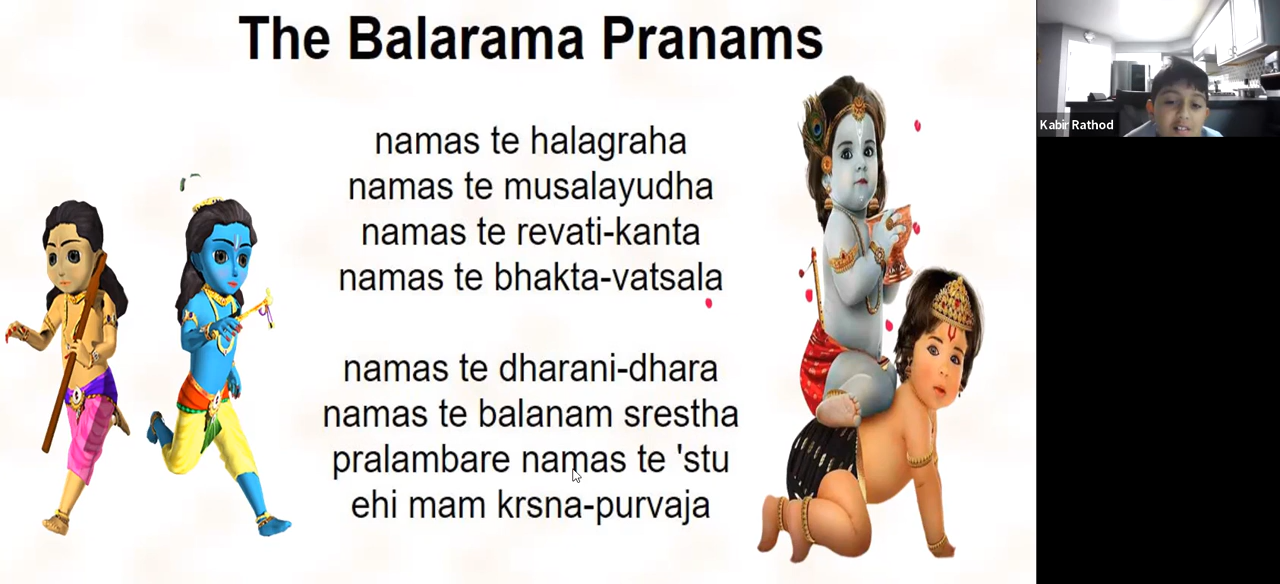 The Balarama Pranams
namas te halagraha
namas te musalayudha
namas te revati-kanta
namas te bhakta-vatsala
namas te dharani-dhara
namas te balanam srestha
pralambare namas te 'stu
ehi mam krsna-purvaja
Kabir Rathod